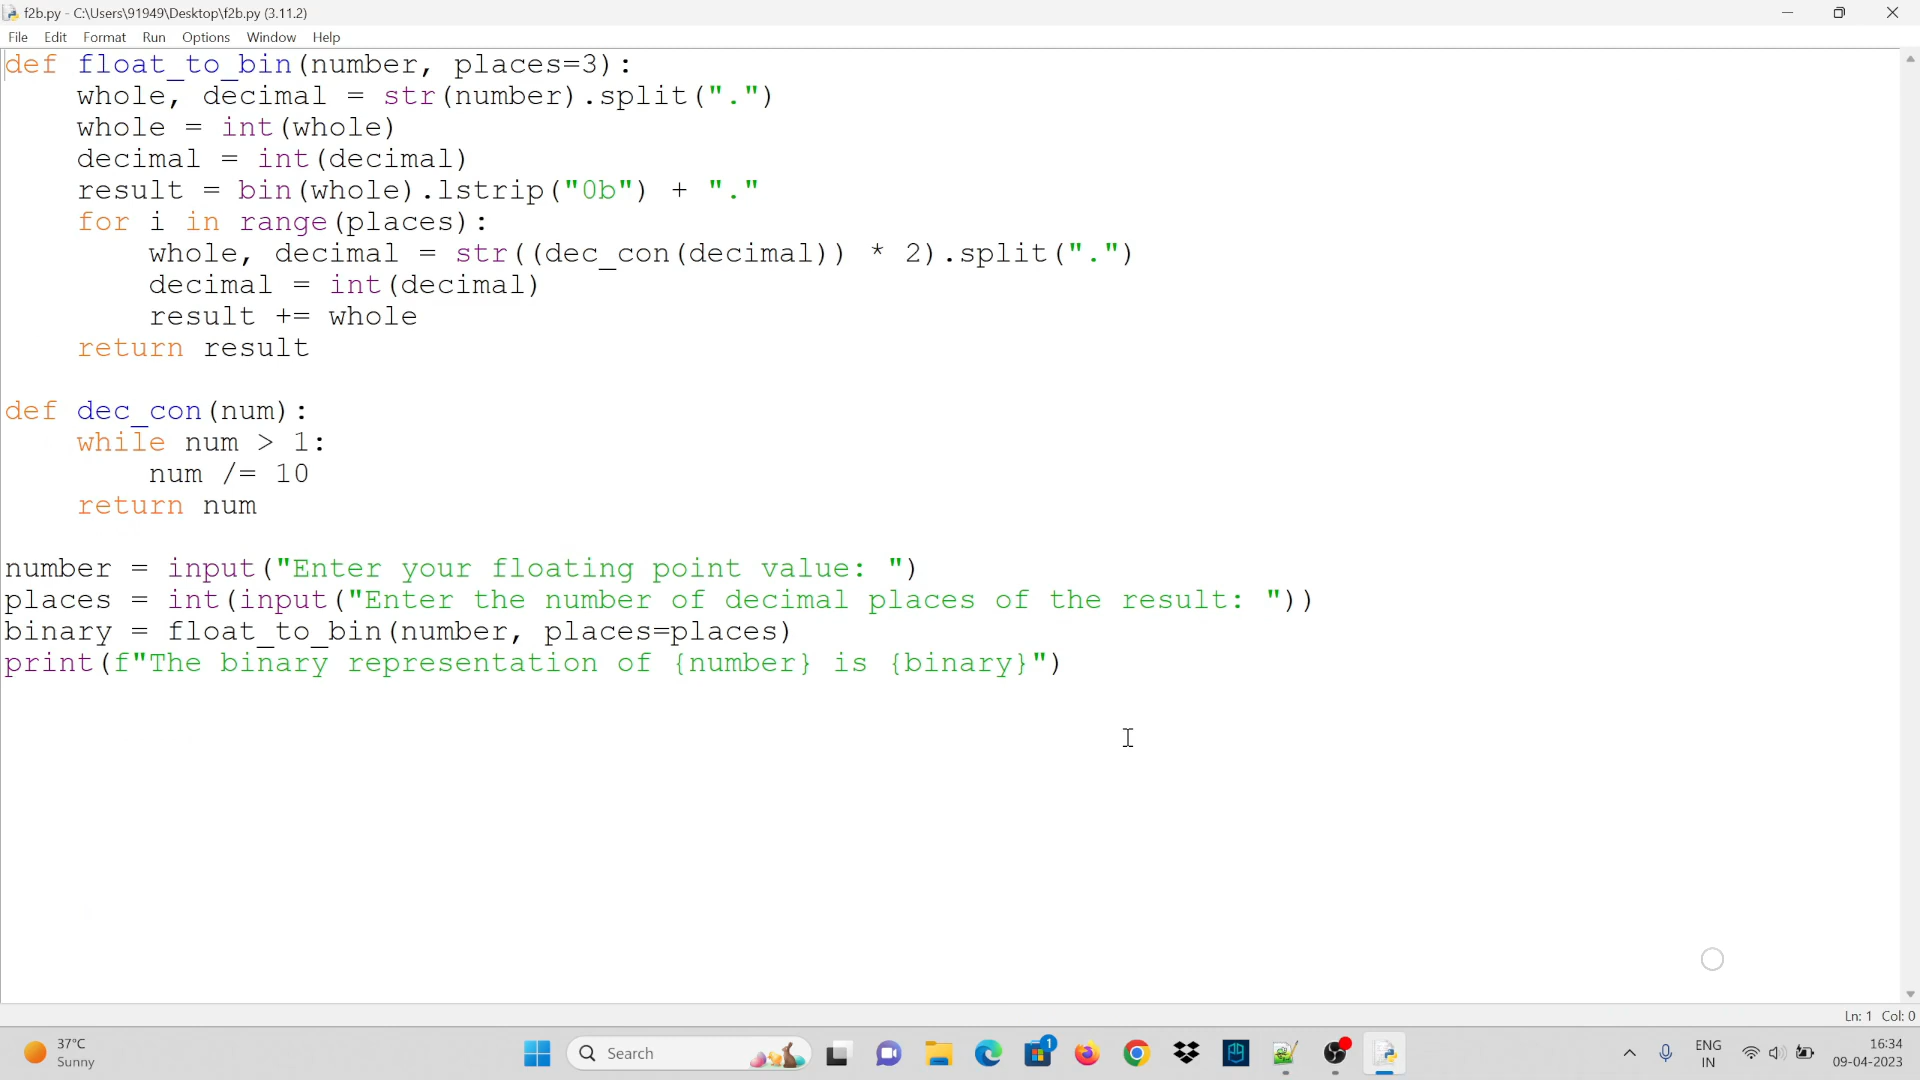 f2b.py - C:\Users\91949\Desktop\f2b.py (3.11.2)
File Edit Format Run Options Window Help
def float_to_bin(number, places=3):
    whole, decimal = str(number).split(".")
    whole = int(whole)
    decimal = int(decimal)
    result = bin(whole).lstrip("0b") + "."
    for i in range(places):
        whole, decimal = str((dec_con(decimal)) * 2).split(".")
        decimal = int(decimal)
        result += whole
    return result
def dec_con(num):
    while num > 1:
        num /= 10
    return num
number = input("Enter your floating point value: ")
places = int(input("Enter the number of decimal places of the result: "))
binary = float_to_bin(number, places=places)
print(f"The binary representation of {number} is {binary}")
Ln: 1 Col: 0
37°C
Sunny
Search
1
ENG
IN
16:34
09-04-2023